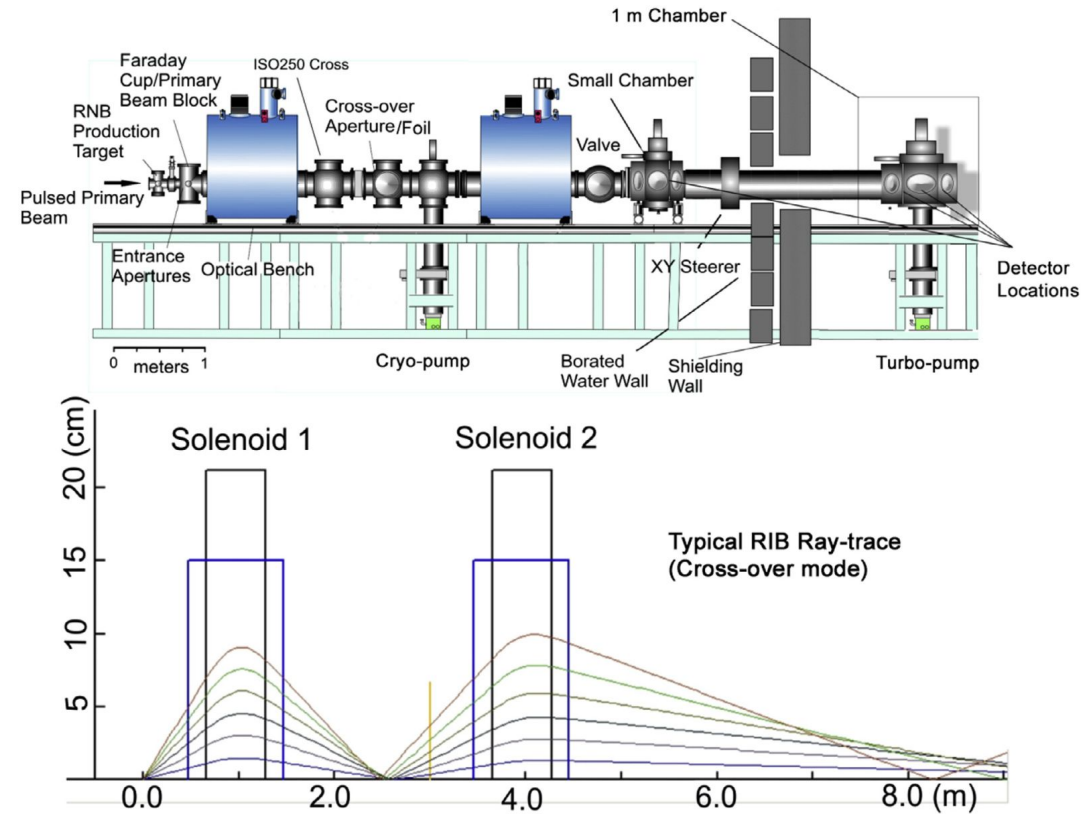 1 m Chamber
Faraday
Cup/Primary
Beam Block
ISO250 Cross
Small Chamber
RNB
Production
Target
Cross-over
Aperture/Foil
Valve
Pulsed Primary
Beam
Entrance
Apertures
Optical Bench
XY Steerer
Detector
Locations
0 meters 1
Cryo-pump
Borated
Water Wall
Shielding
Wall
Turbo-pump
Solenoid 1
Solenoid 2
20 (cm)
15
10
5
Typical RIB Ray-trace
(Cross-over mode)
0.0 2.0 4.0 6.0 8.0 (m)